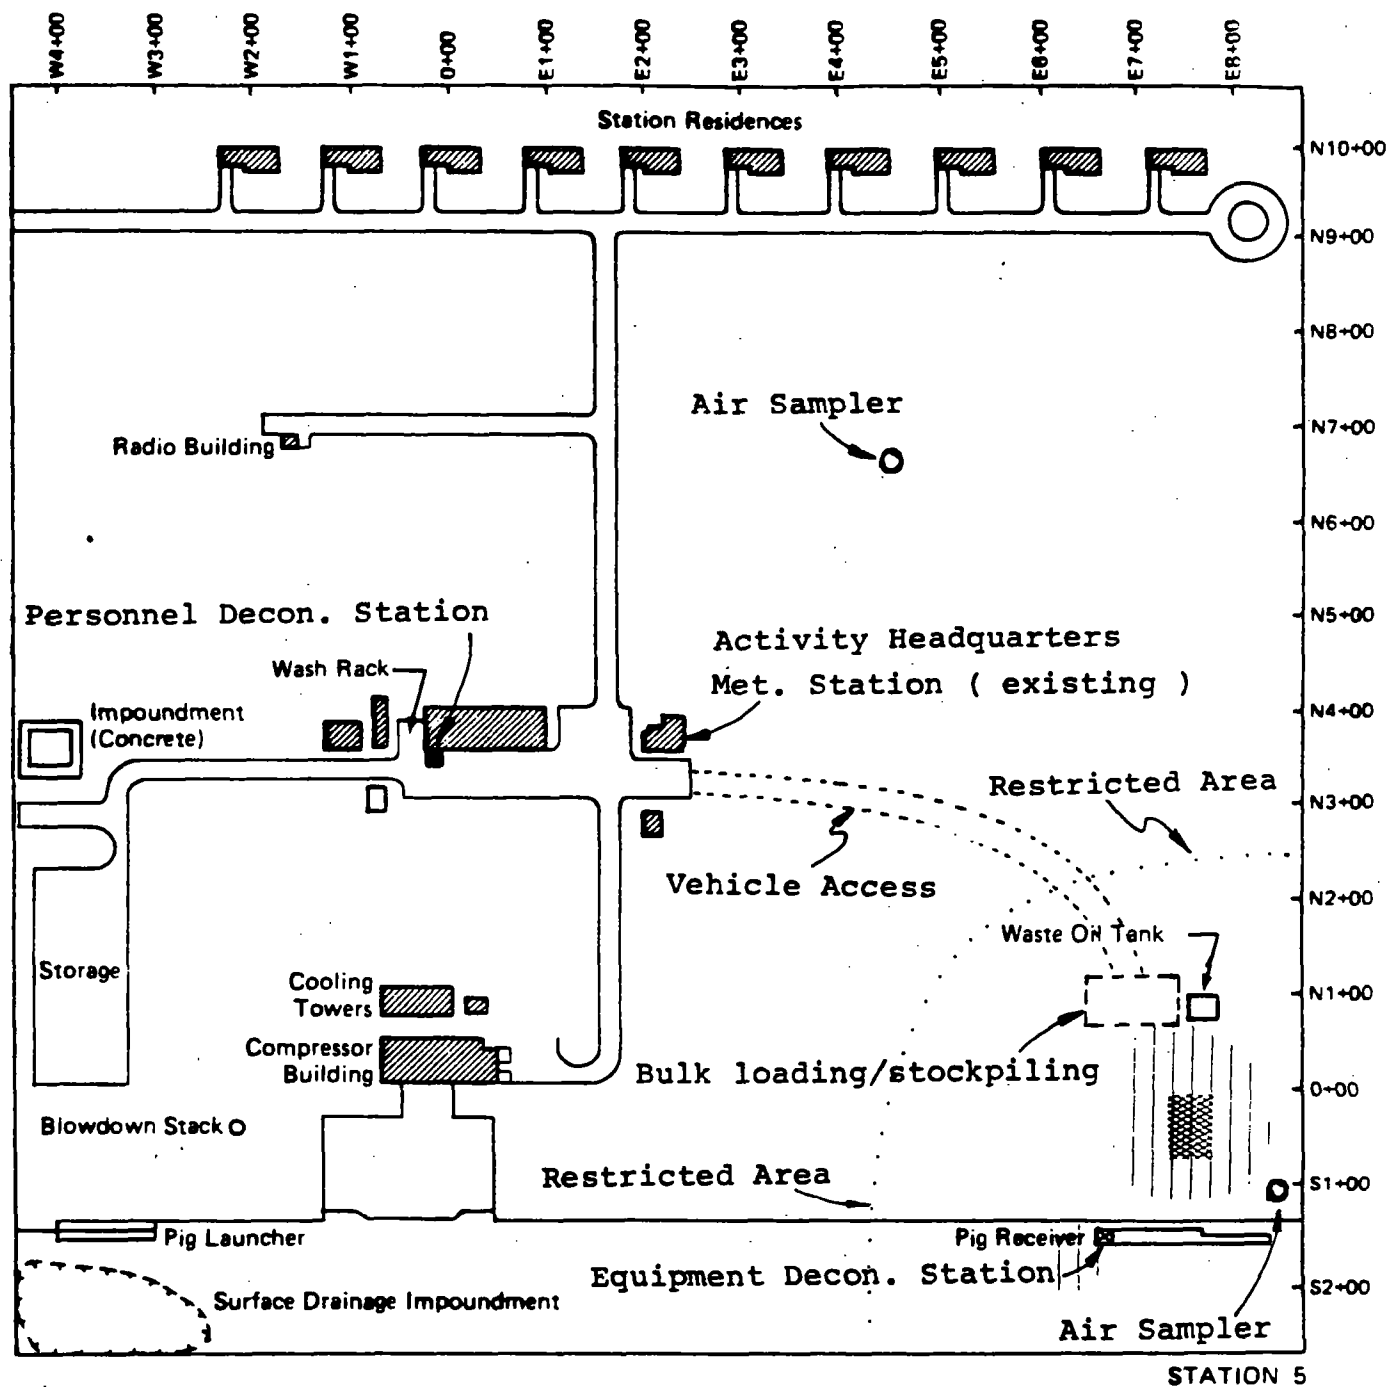 W4+00
W3+00
W2+00
W1+00
0+00
E1+00
E2+00
E3+00
E4+00
E5+00
E6+00
E7+00
E8+00
Station Residences
N10+00
N9+00
N8+00
Air Sampler
N7+00
Radio Building
N6+00
Personnel Decon. Station
N5+00
Activity Headquarters
Wash Rack
Met. Station ( existing )
Impoundment
(Concrete)
N4+00
Restricted Area
N3+00
Vehicle Access
N2+00
Waste Oil Tank
Storage
Cooling
Towers
N1+00
Compressor
Building
Bulk loading/stockpiling
0+00
Blowdown Stack
Restricted Area
S1+00
Pig Launcher
Pig Receiver
Equipment Decon. Station
S2+00
Surface Drainage Impoundment
Air Sampler
STATION 5